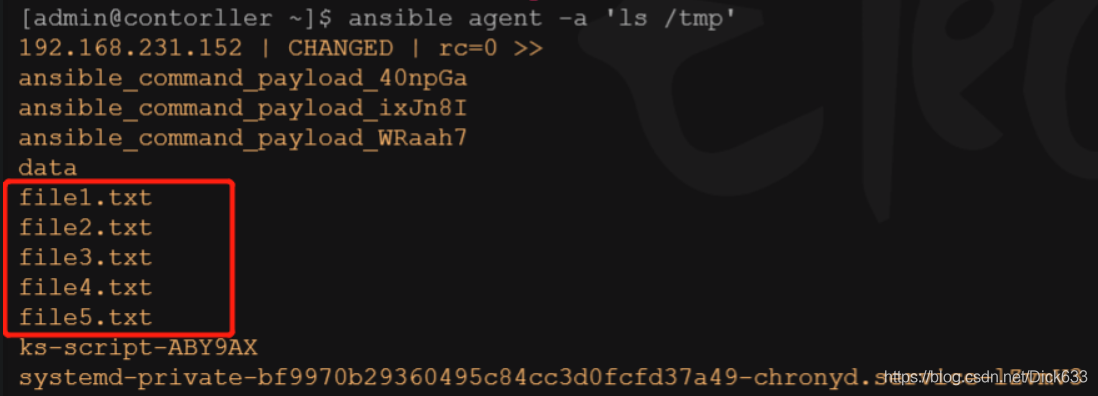 [admin@contorller ~]$ ansible agent -a 'ls /tmp'
192.168.231.152 | CHANGED | rc=0 >>
ansible_command_payload_40npGa
ansible_command_payload_ixJn8I
ansible_command_payload_WRaah7
data
file1.txt
file2.txt
file3.txt
file4.txt
file5.txt
ks-script-ABY9AX
systemd-private-bf9970b29360495c84cc3d0fcfd37a49-chronyd.service
https://blog.csdn.net/Dick633